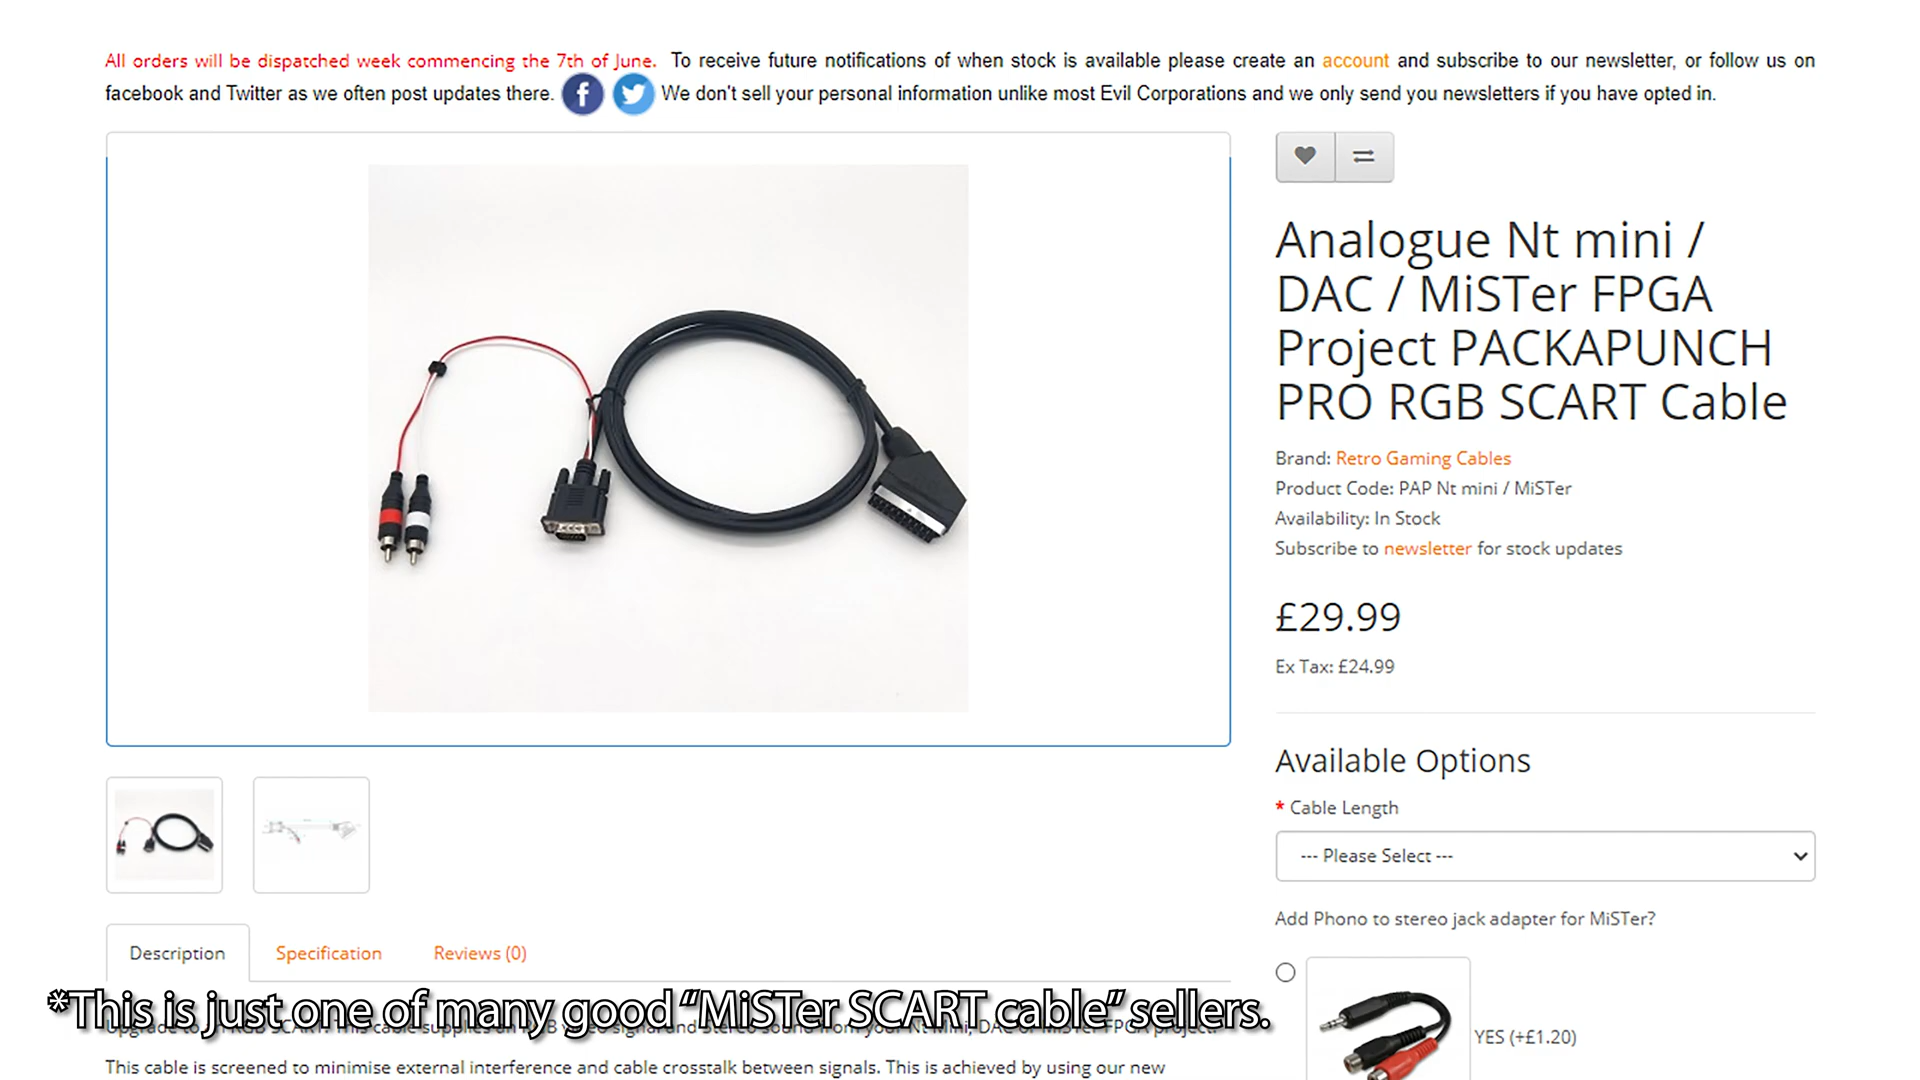 All orders will be dispatched week commencing the 7th of June. To receive future notifications of when stock is available please create an account and subscribe to our newsletter, or follow us on
facebook and Twitter as we often post updates there. We don't sell your personal information unlike most Evil Corporations and we only send you newsletters if you have opted in.
Analogue Nt mini /
DAC / MiSTer FPGA
Project PACKAPUNCH
PRO RGB SCART Cable
Brand: Retro Gaming Cables
Product Code: PAP Nt mini / MiSTer
Availability: In Stock
Subscribe to newsletter for stock updates
£29.99
Ex Tax: £24.99
Available Options
* Cable Length
--- Please Select ---
Add Phono to stereo jack adapter for MiSTer?
YES (+£1.20)
Description
Specification
Reviews (0)
*This is just one of many good “MiSTer SCART cable” sellers.
This cable is screened to minimise external interference and cable crosstalk between signals. This is achieved by using our new